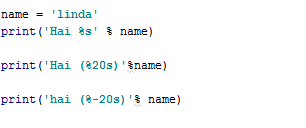 name = 'linda'
print('Hai %s' % name)
print('Hai (%20s)'%name)
print('hai (%-20s)'% name)